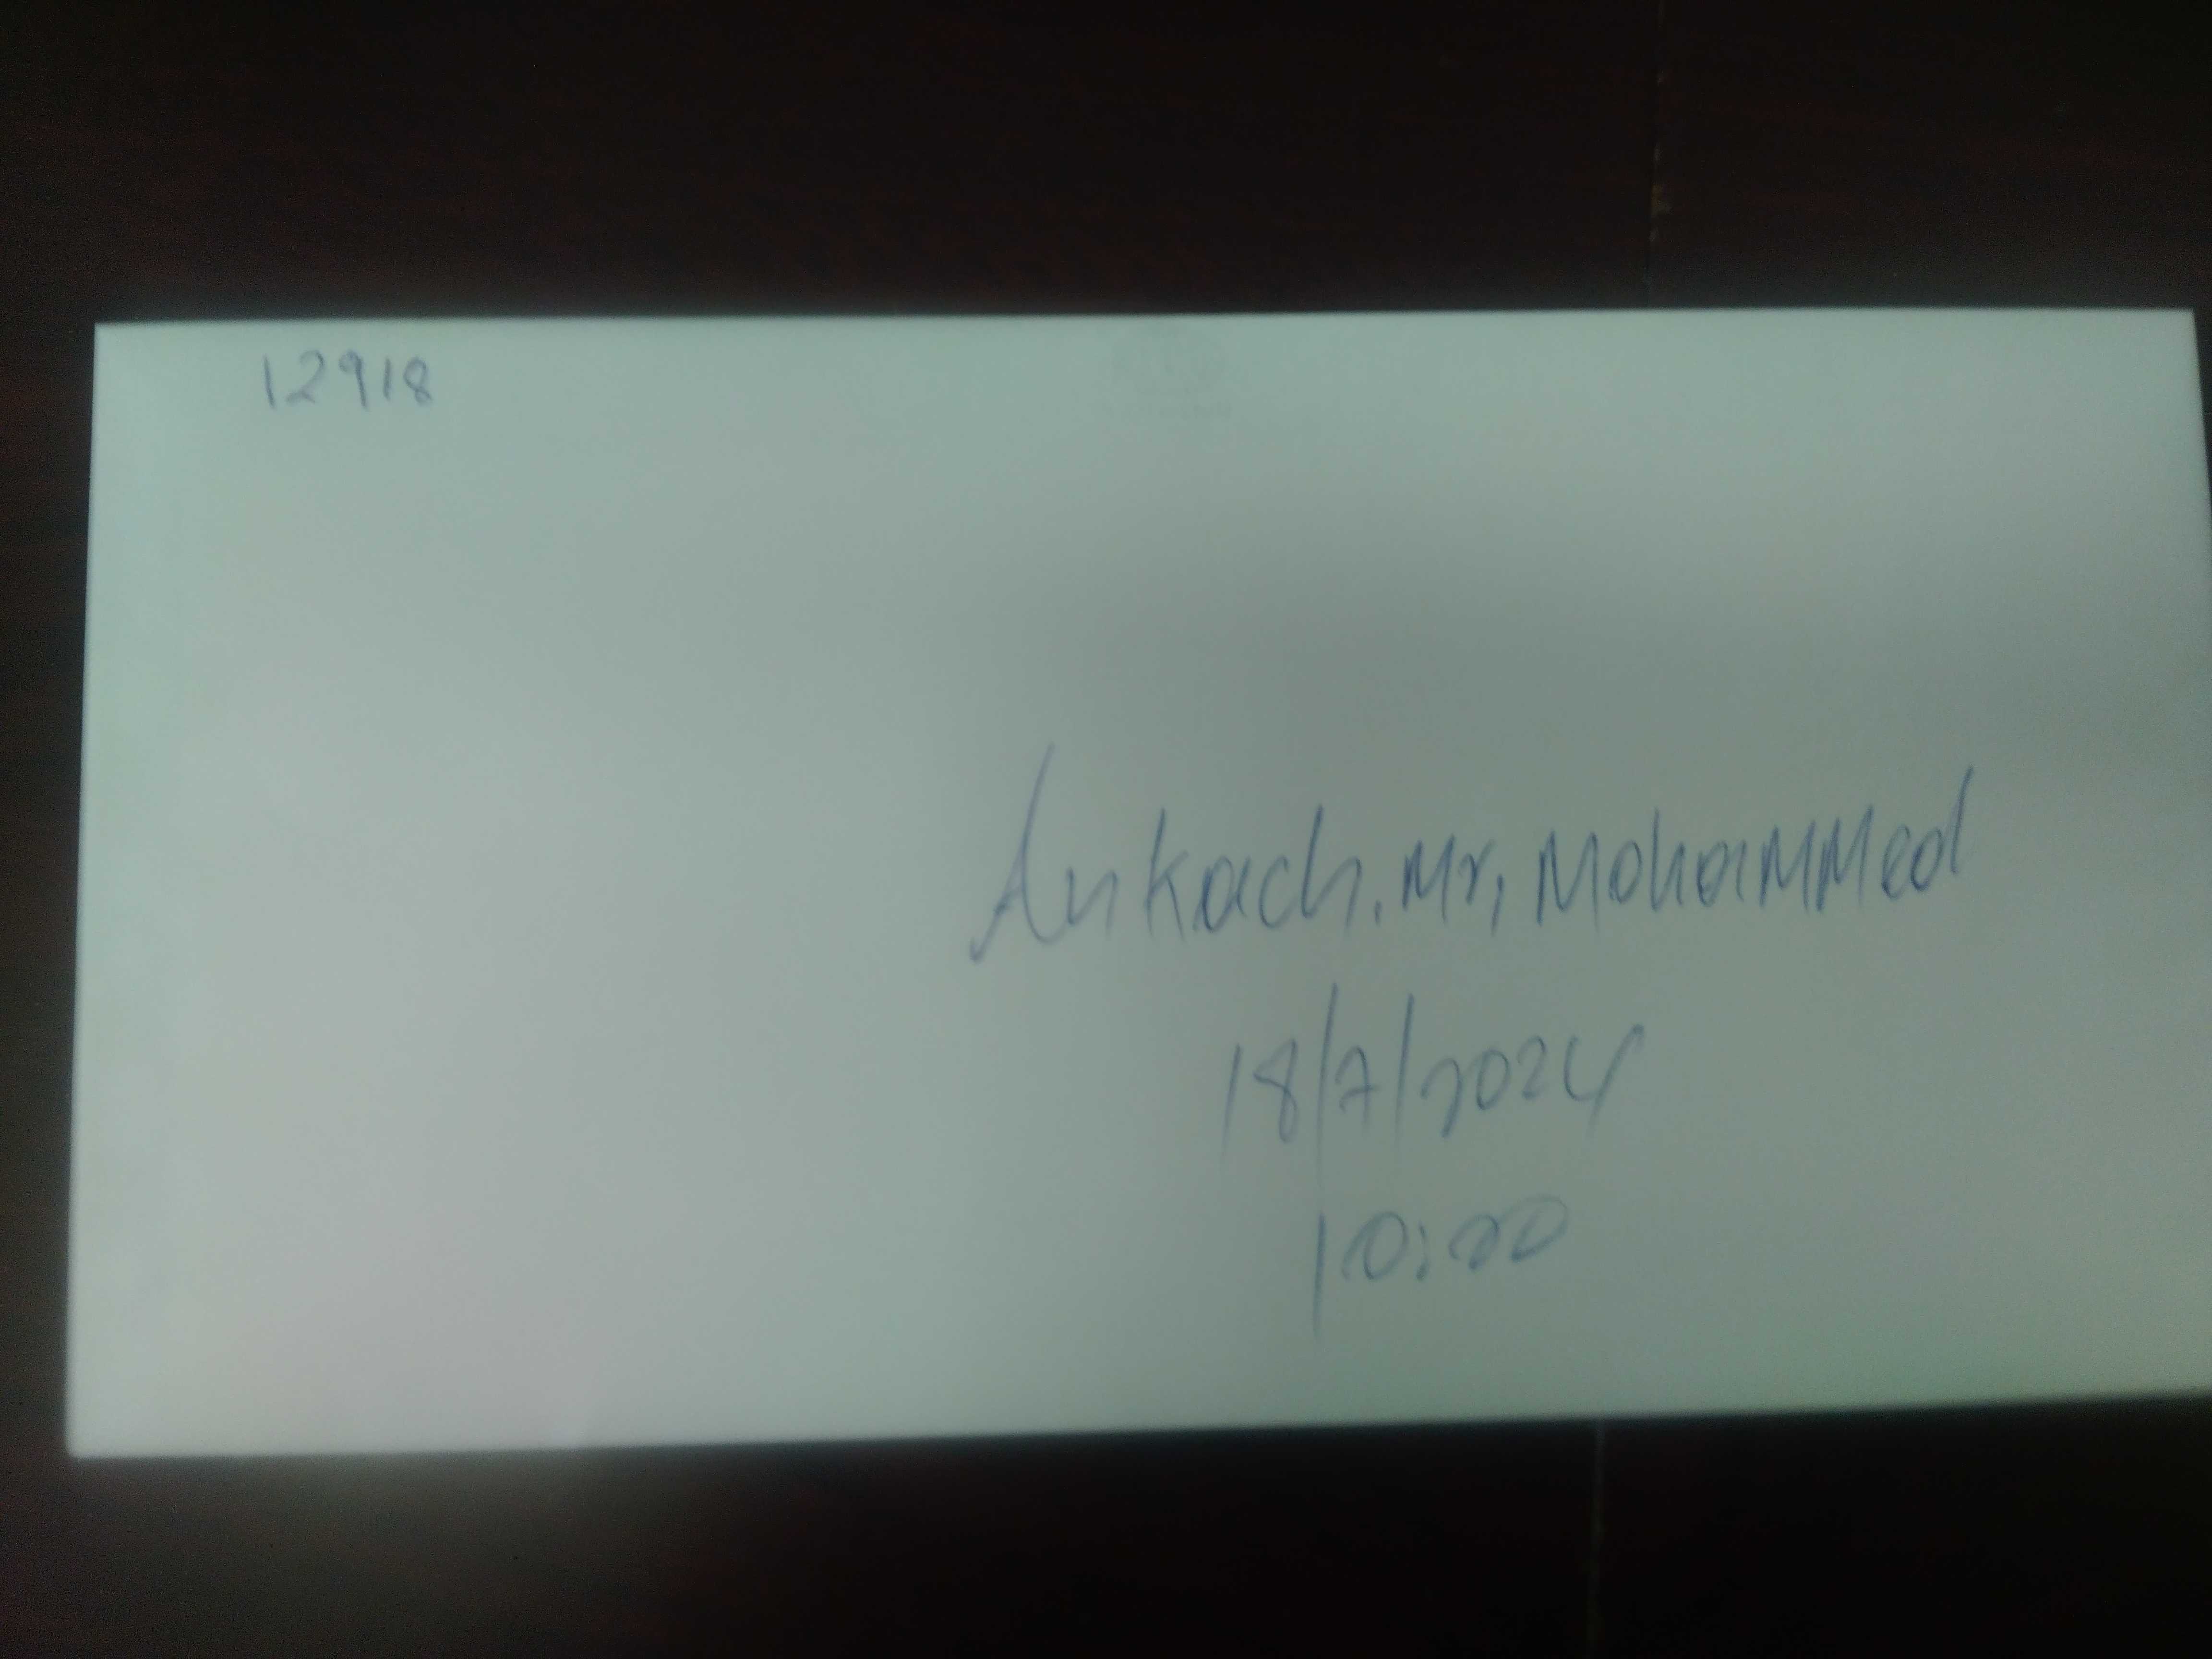 12918
Ankach. Mr, Mohammed
18/7/2024
10:00